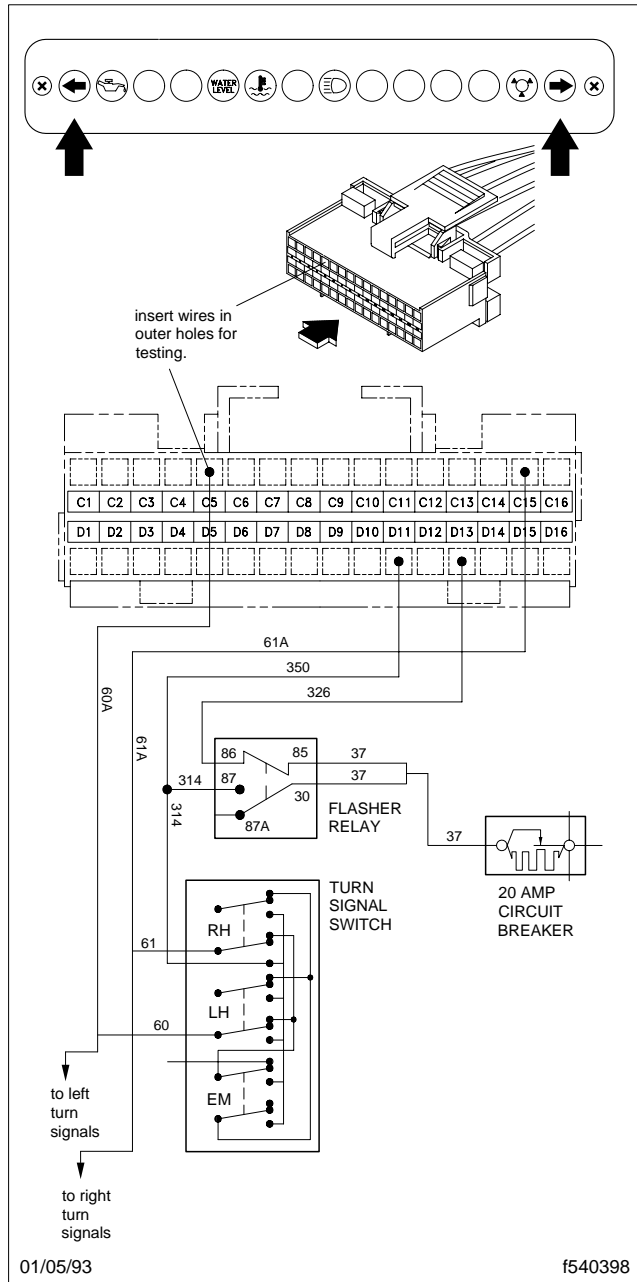 WATER
LEVEL
insert wires in
outer holes for
testing.
C1 C2 C3 C4 C5 C6 C7 C8 C9 C10 C11 C12 C13 C14 C15 C16
D1 D2 D3 D4 D5 D6 D7 D8 D9 D10 D11 D12 D13 D14 D15 D16
61A
350
326
60A
61A
86 85 37
314 87 37
30
314
87A
FLASHER
RELAY
37
20 AMP
CIRCUIT
BREAKER
TURN
SIGNAL
SWITCH
RH
61
LH
60
EM
to left
turn
signals
to right
turn
signals
01/05/93 f540398